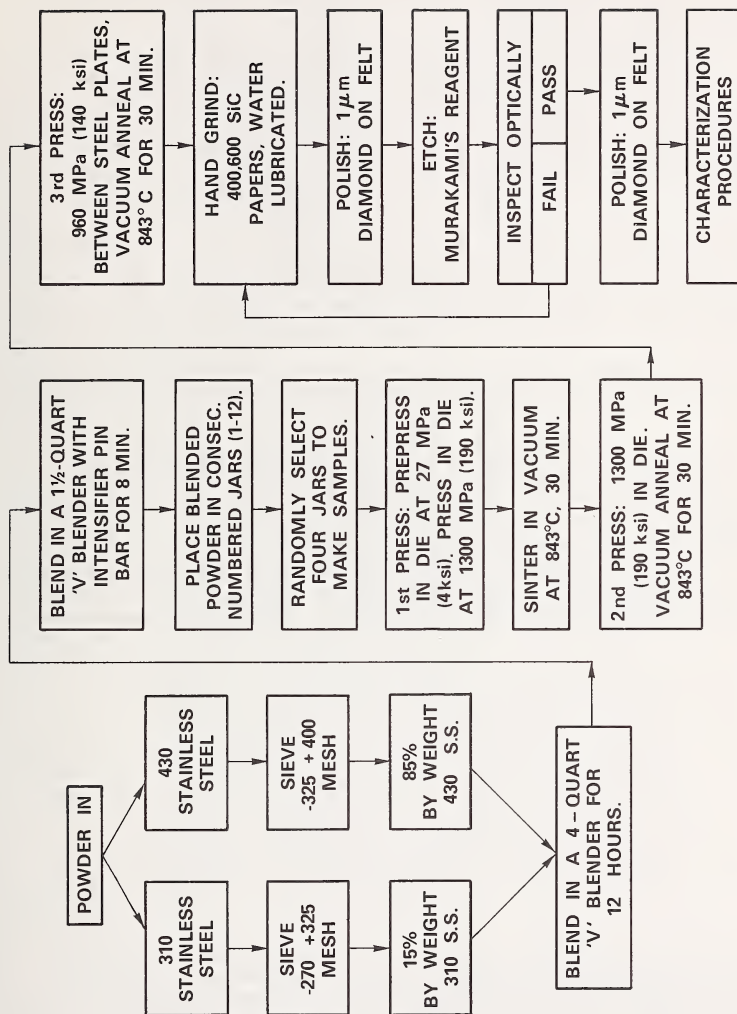 POWDER IN
310
STAINLESS
STEEL
430
STAINLESS
STEEL
SIEVE
-270 +325
MESH
SIEVE
-325 + 400
MESH
15%
BY WEIGHT
310 S.S.
85%
BY WEIGHT
430 S.S.
BLEND IN A 4 - QUART
'V' BLENDER FOR
12 HOURS.
BLEND IN A 1½-QUART
'V' BLENDER WITH
INTENSIFIER PIN
BAR FOR 8 MIN.
PLACE BLENDED
POWDER IN CONSEC.
NUMBERED JARS (1-12).
RANDOMLY SELECT
FOUR JARS TO
MAKE SAMPLES.
1st PRESS: PREPRESS
IN DIE AT 27 MPa
(4 ksi). PRESS IN DIE
AT 1300 MPa (190 ksi).
SINTER IN VACUUM
AT 843°C, 30 MIN.
2nd PRESS: 1300 MPa
(190 ksi) IN DIE.
VACUUM ANNEAL AT
843°C FOR 30 MIN.
3rd PRESS:
960 MPa (140 ksi)
BETWEEN STEEL PLATES,
VACUUM ANNEAL AT
843°C FOR 30 MIN.
HAND GRIND:
400,600 SiC
PAPERS, WATER
LUBRICATED.
POLISH: 1μm
DIAMOND ON FELT
ETCH:
MURAKAMI'S REAGENT
INSPECT OPTICALLY
FAIL PASS
POLISH: 1μm
DIAMOND ON FELT
CHARACTERIZATION
PROCEDURES